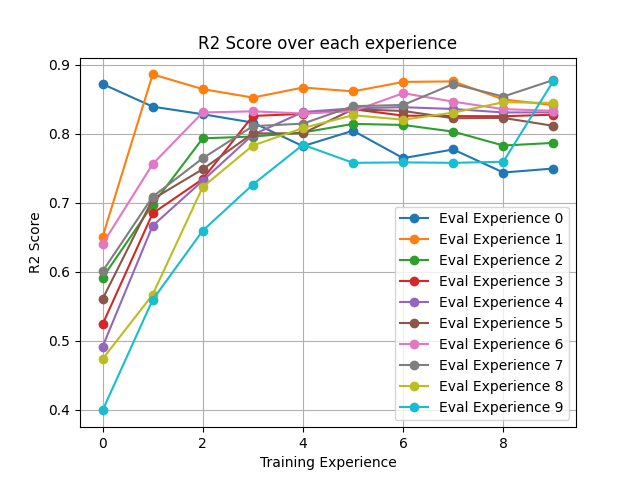 R2 Score over each experience
0.9
0.8
0.7
0.6
0.5
0.4
R2 Score
0
2
4
6
8
Training Experience
Eval Experience 0
Eval Experience 1
Eval Experience 2
Eval Experience 3
Eval Experience 4
Eval Experience 5
Eval Experience 6
Eval Experience 7
Eval Experience 8
Eval Experience 9